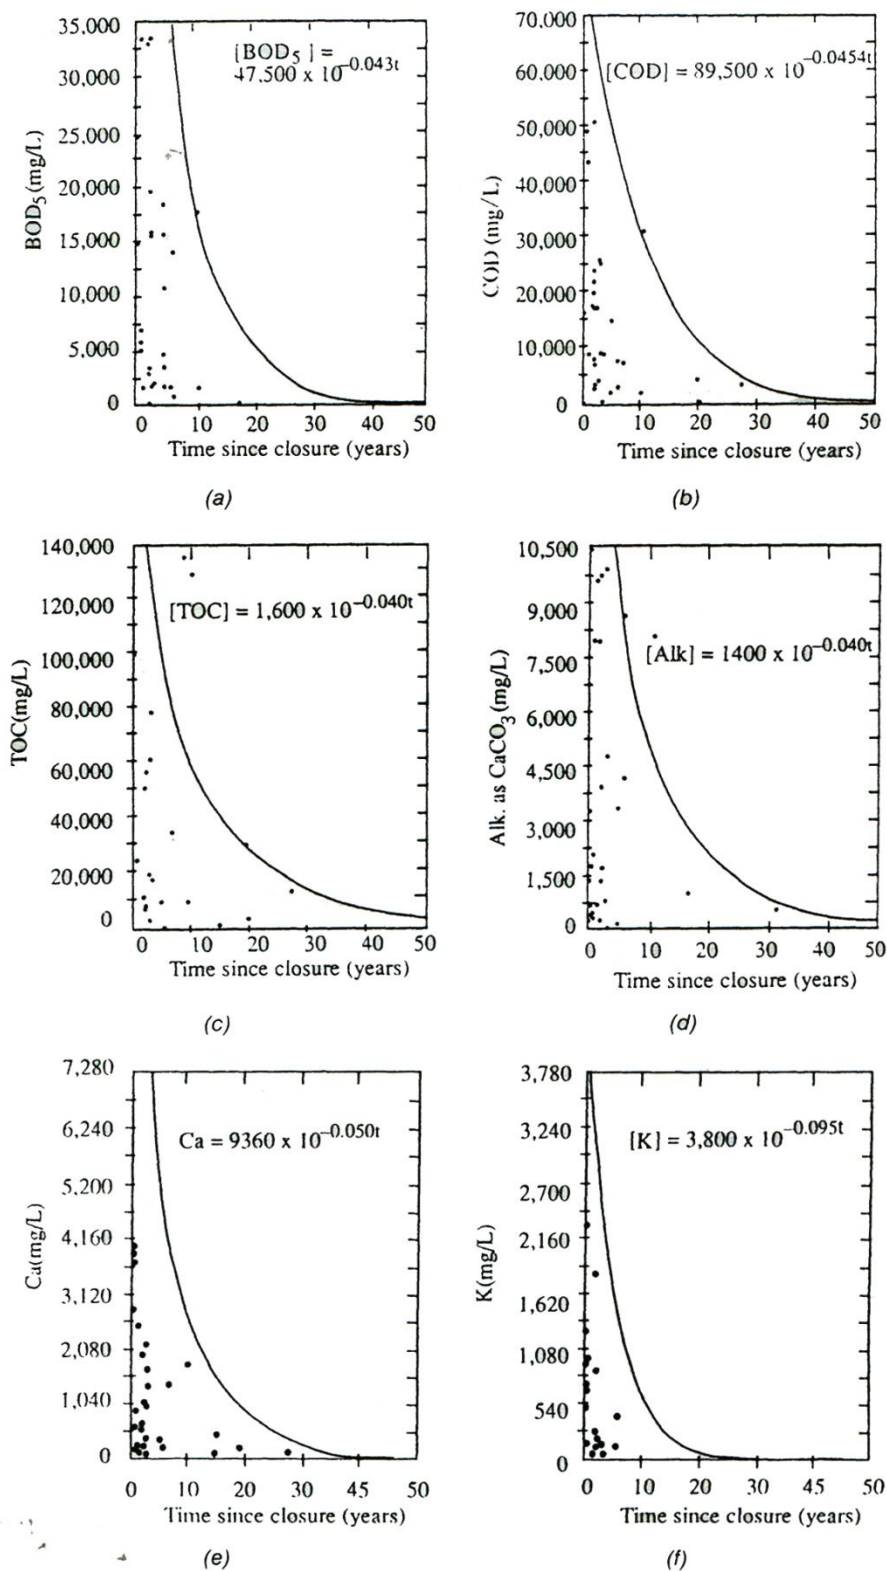 35,000
30,000
25,000
20,000
15,000
10,000
5,000
0
BOD5(mg/L)
[BOD5] =
47,500 x 10^-0.043t
0 10 20 30 40 50
Time since closure (years)
(a)
70,000
60,000
50,000
40,000
30,000
20,000
10,000
0
COD (mg/L)
[COD] = 89,500 x 10^-0.0454t
0 10 20 30 40 50
Time since closure (years)
(b)
140,000
120,000
100,000
80,000
60,000
40,000
20,000
0
TOC(mg/L)
[TOC] = 1,600 x 10^-0.040t
0 10 20 30 40 50
Time since closure (years)
(c)
10,500
9,000
7,500
6,000
4,500
3,000
1,500
0
Alk. as CaCO3 (mg/L)
[Alk] = 1400 x 10^-0.040t
0 10 20 30 40 50
Time since closure (years)
(d)
7,280
6,240
5,200
4,160
3,120
2,080
1,040
0
Ca(mg/L)
Ca = 9360 x 10^-0.050t
0 10 20 30 45 50
Time since closure (years)
(e)
3,780
3,240
2,700
2,160
1,620
1,080
540
0
K(mg/L)
[K] = 3,800 x 10^-0.095t
0 10 20 30 45 50
Time since closure (years)
(f)